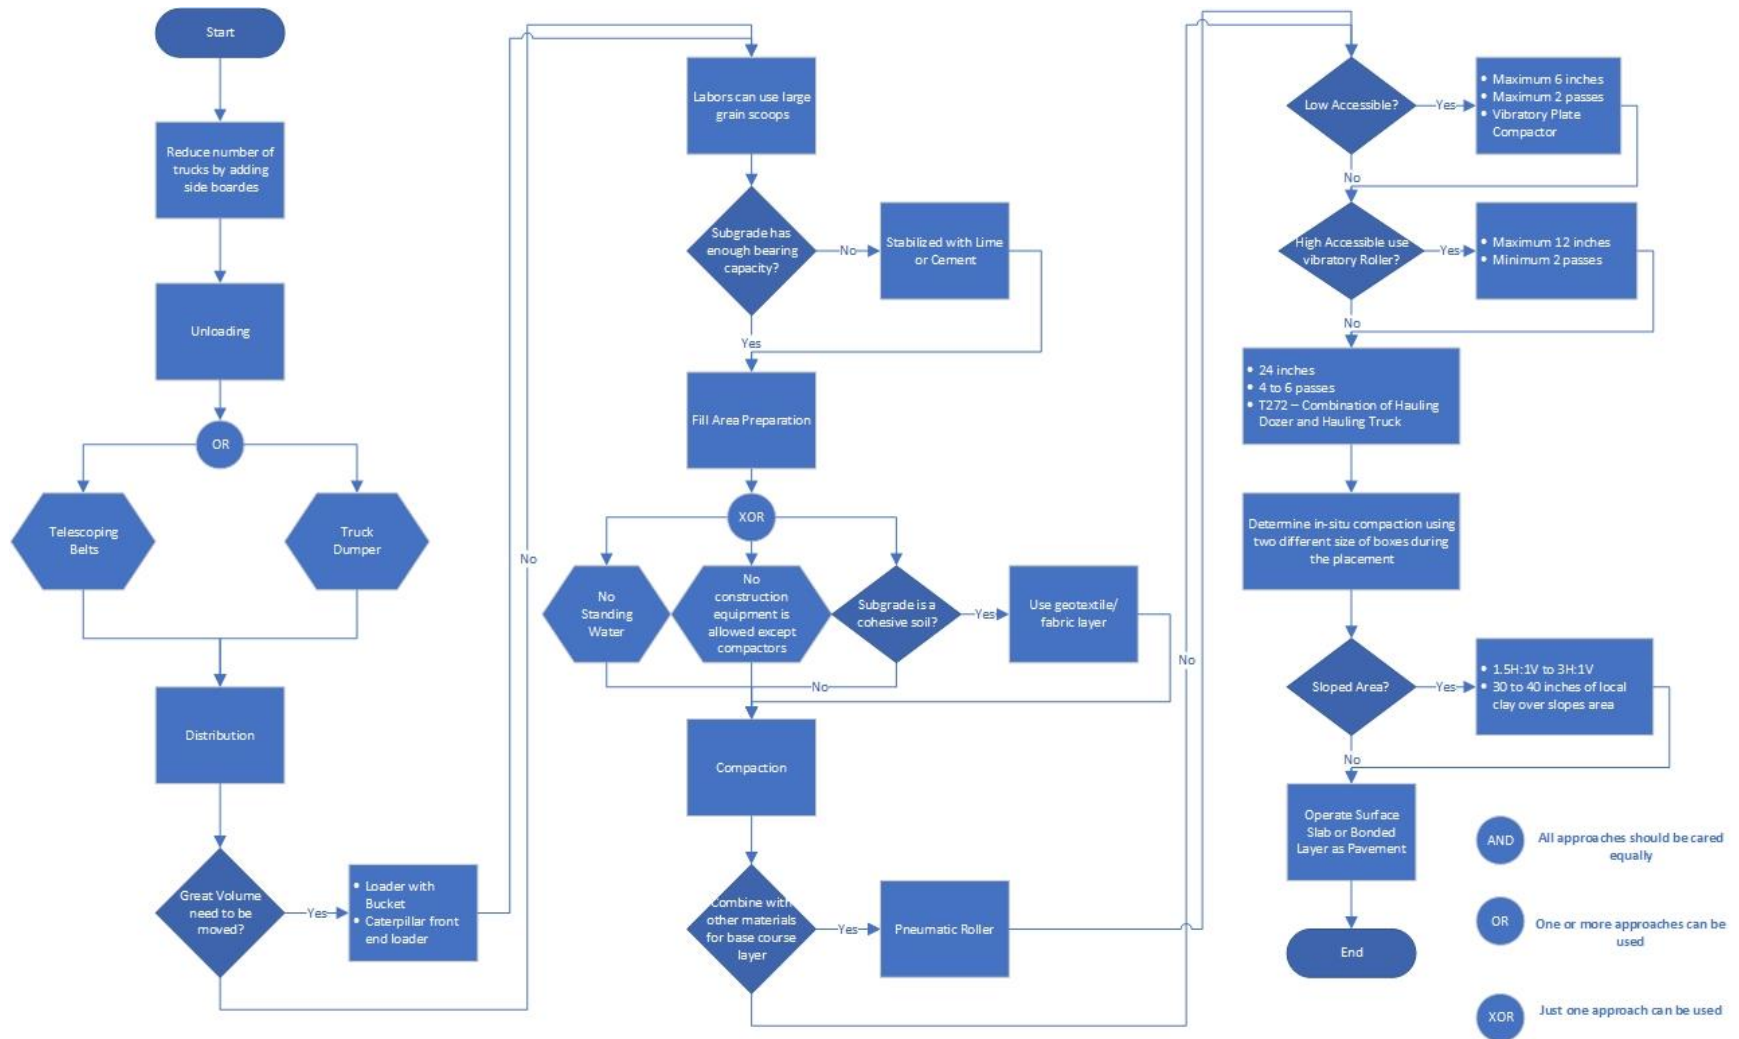 Start
Reduce number of
trucks by adding
side boardes
Unloading
OR
Telescoping
Belts
Truck
Dumper
Distribution
Great Volume
need to be
moved?
Yes
• Loader with
Bucket
• Caterpillar front
end loader
No
Labors can use large
grain scoops
Subgrade has
enough bearing
capacity?
No
Stabilized with Lime
or Cement
Yes
Fill Area Preparation
XOR
No
Standing
Water
No
construction
equipment is
allowed except
compactors
Subgrade is a
cohesive soil?
Yes
Use geotextile/
fabric layer
No
Compaction
Combine with
other materials
for base course
layer
Yes
Pneumatic Roller
No
Low Accessible?
Yes
• Maximum 6 inches
• Maximum 2 passes
• Vibratory Plate
Compactor
No
High Accessible use
vibratory Roller?
Yes
• Maximum 12 inches
• Minimum 2 passes
No
• 24 inches
• 4 to 6 passes
• T272 – Combination of Hauling
Dozer and Hauling Truck
Determine in-situ compaction using
two different size of boxes during
the placement
Sloped Area?
Yes
• 1.5H:1V to 3H:1V
• 30 to 40 inches of local
clay over slopes area
No
Operate Surface
Slab or Bonded
Layer as Pavement
End
AND
All approaches should be cared
equally
OR
One or more approaches can be
used
XOR
Just one approach can be used